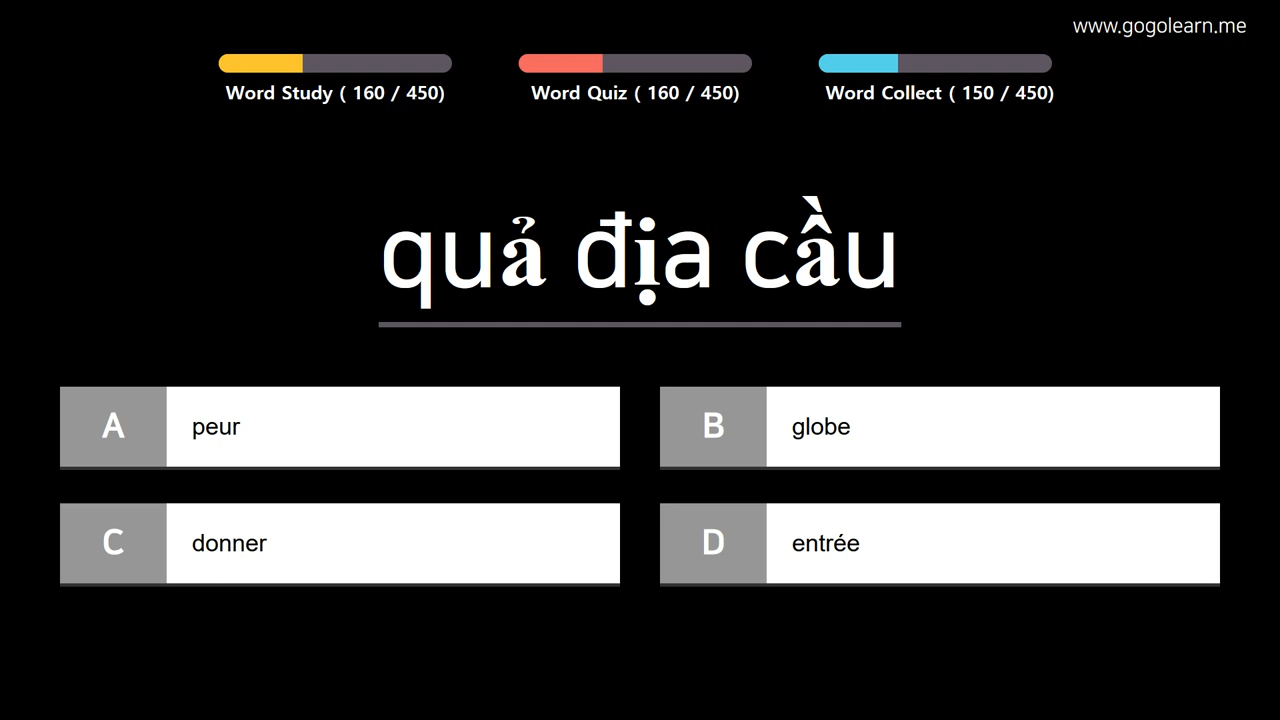 www.gogolearn.me
Word Study ( 160 / 450)
Word Quiz ( 160 / 450)
Word Collect ( 150 / 450)
quả địa cầu
A peur
B globe
C donner
D entrée